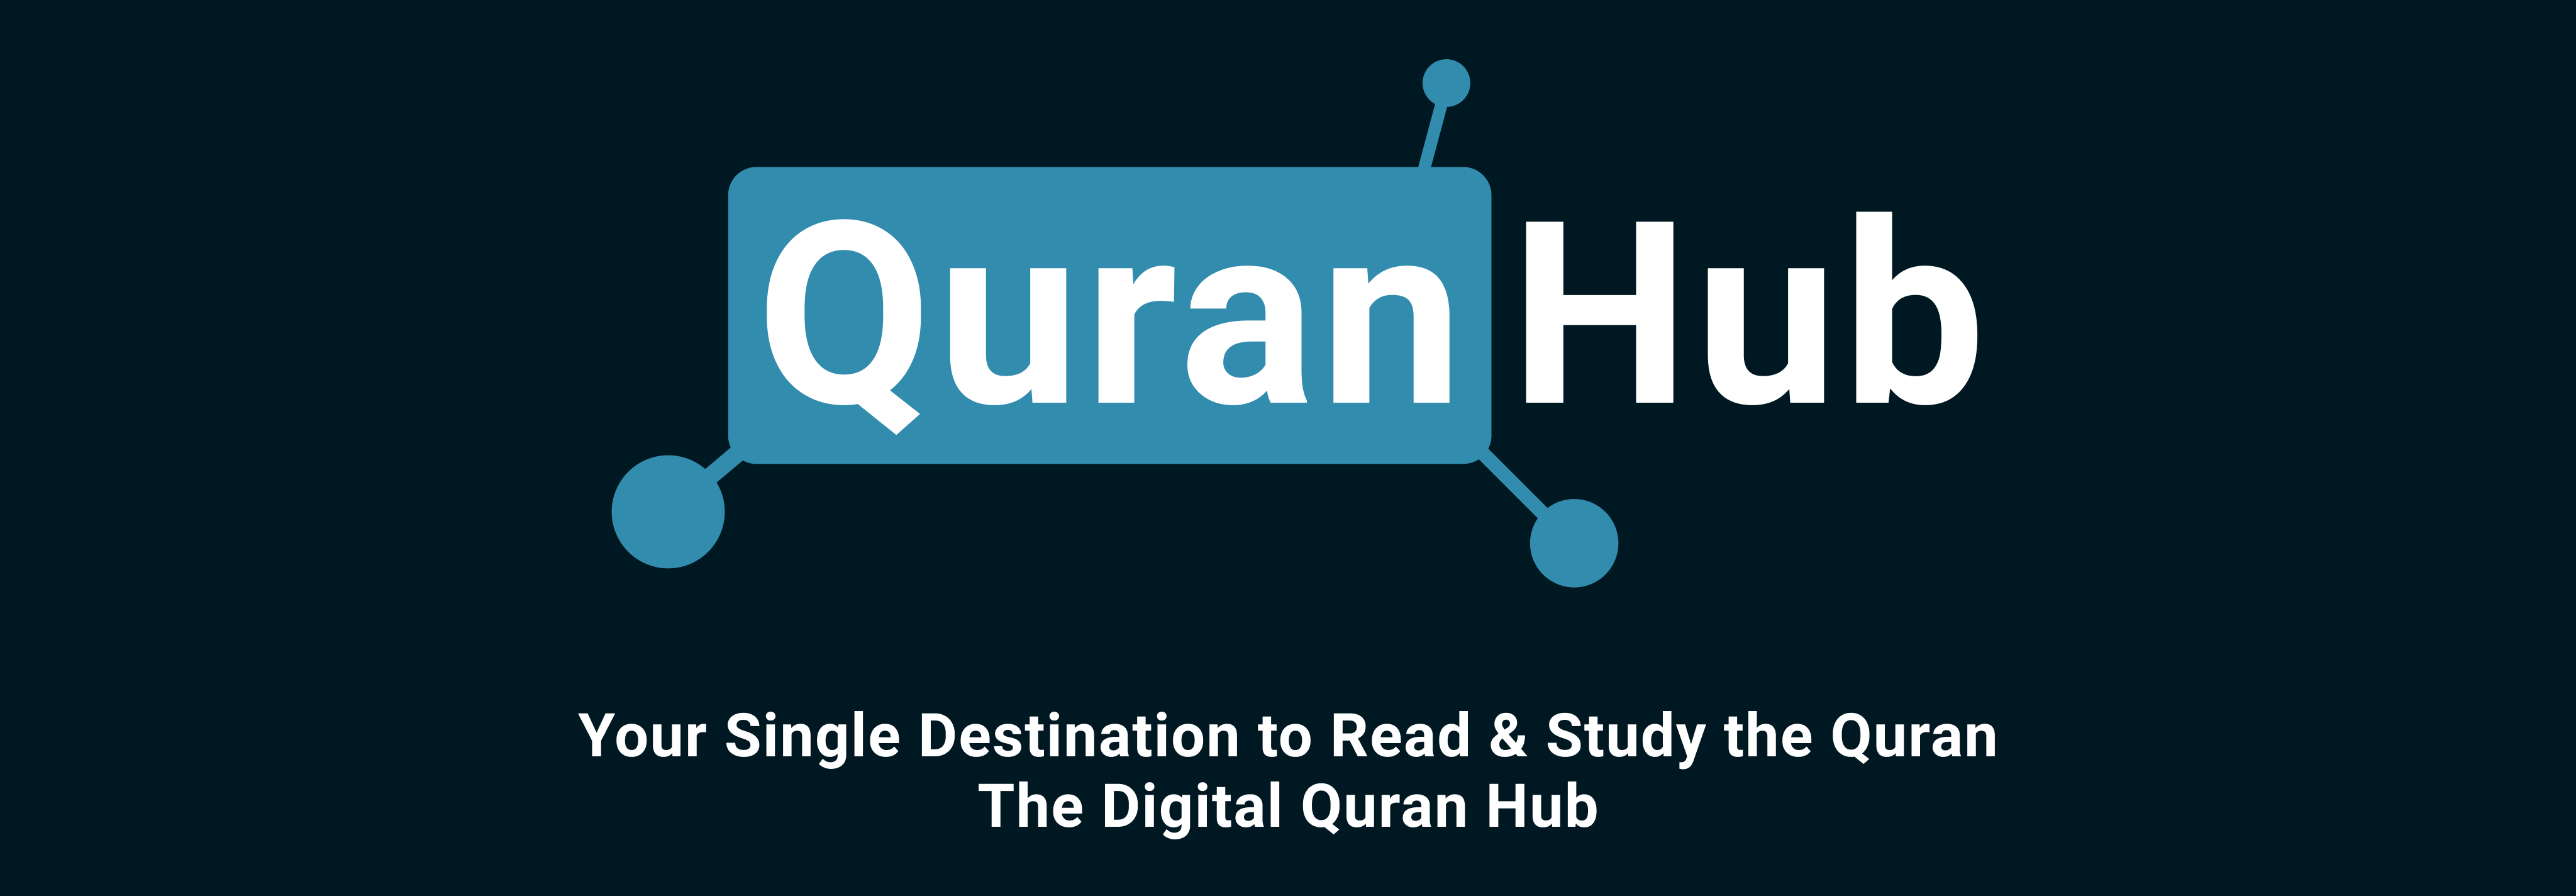 Quran Hub
Your Single Destination to Read & Study the Quran
The Digital Quran Hub